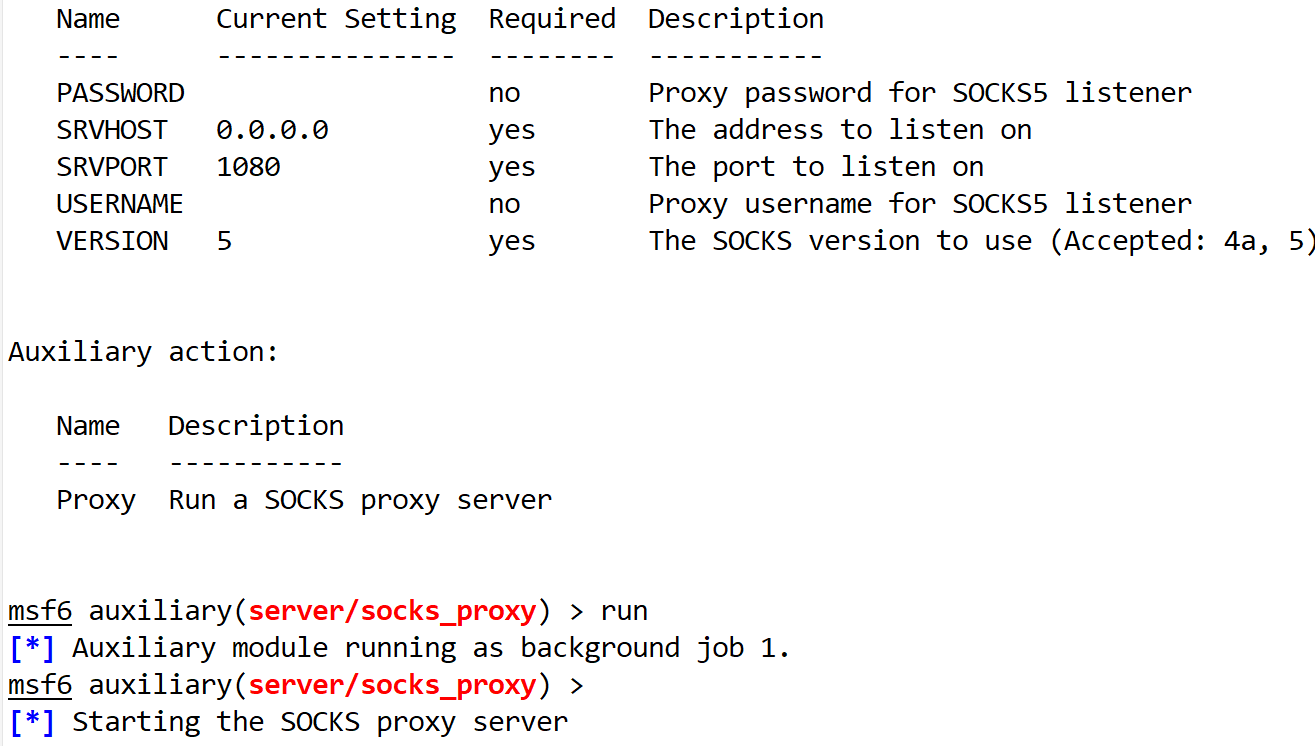 Name Current Setting Required Description
---- --------------- -------- -----------
PASSWORD no Proxy password for SOCKS5 listener
SRVHOST 0.0.0.0 yes The address to listen on
SRVPORT 1080 yes The port to listen on
USERNAME no Proxy username for SOCKS5 listener
VERSION 5 yes The SOCKS version to use (Accepted: 4a, 5)
Auxiliary action:
Name Description
---- -----------
Proxy Run a SOCKS proxy server
msf6 auxiliary(server/socks_proxy) > run
[*] Auxiliary module running as background job 1.
msf6 auxiliary(server/socks_proxy) >
[*] Starting the SOCKS proxy server